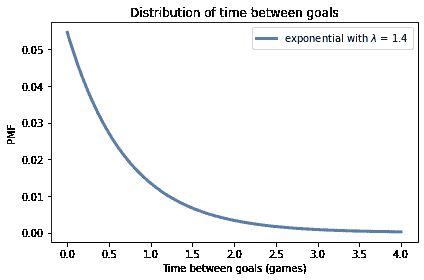 Distribution of time between goals
exponential with λ = 1.4
PMF
0.05
0.04
0.03
0.02
0.01
0.00
0.0 0.5 1.0 1.5 2.0 2.5 3.0 3.5 4.0
Time between goals (games)